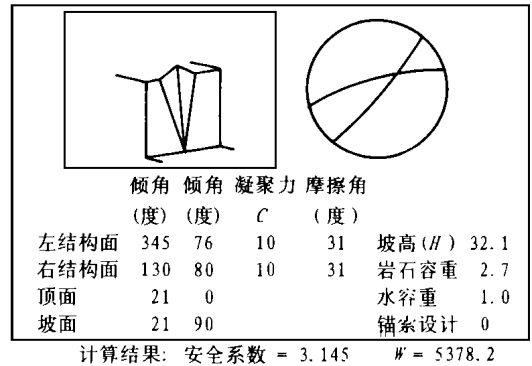 倾角 倾角 凝聚力 摩擦角
(度) (度) C (度)
左结构面 345 76 10 31 坡高(H) 32.1
右结构面 130 80 10 31 岩石容重 2.7
顶面 21 0 水容重 1.0
坡面 21 90 锚索设计 0
计算结果: 安全系数 = 3.145 W = 5378.2